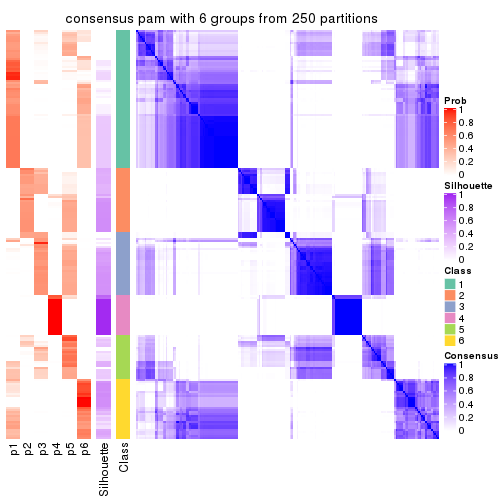 consensus pam with 6 groups from 250 partitions
Prob
1
0.8
0.6
0.4
0.2
0
Silhouette
1
0.8
0.6
0.4
0.2
0
Class
1
2
3
4
5
6
Consensus
1
0.8
0.6
0.4
0.2
0
p1
p2
p3
p4
p5
p6
Silhouette
Class